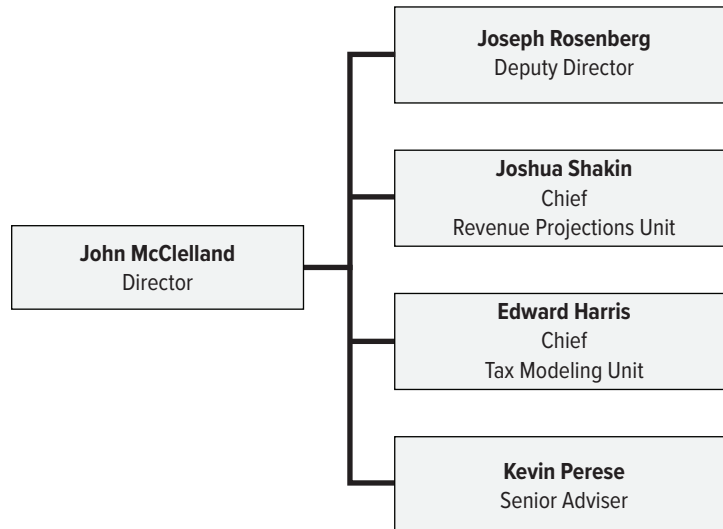 Joseph Rosenberg
Deputy Director
Joshua Shakin
Chief
Revenue Projections Unit
John McClelland
Director
Edward Harris
Chief
Tax Modeling Unit
Kevin Perese
Senior Adviser